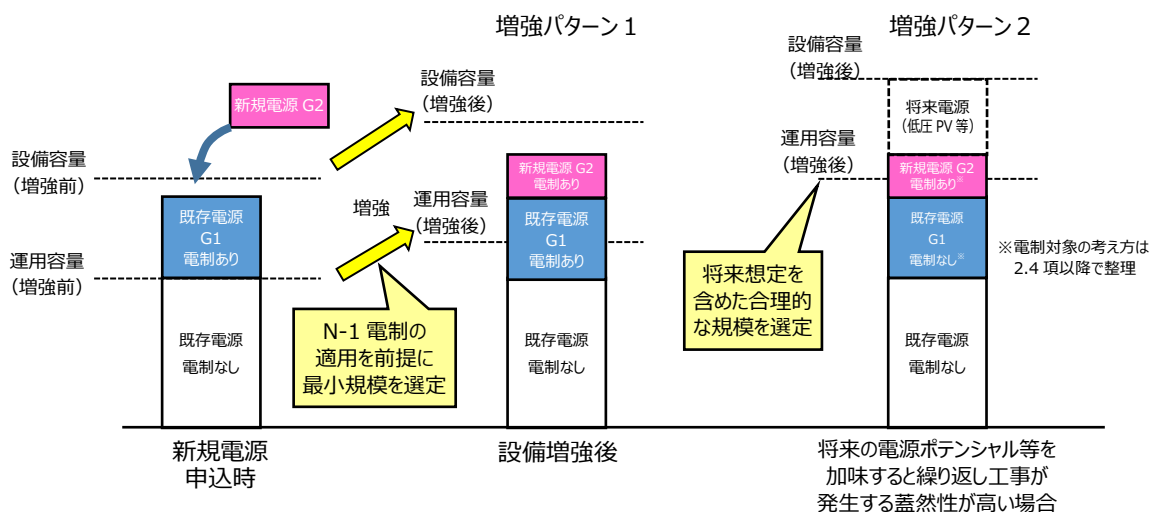 増強パターン１
増強パターン２
新規電源 G2
設備容量
（増強前）
運用容量
（増強前）
既存電源
G1
電制あり
既存電源
電制なし
新規電源
申込時
増強
N-1 電制の
適用を前提に
最小規模を選定
設備容量
（増強後）
運用容量
（増強後）
新規電源 G2
電制あり
既存電源
G1
電制あり
既存電源
電制なし
設備増強後
設備容量
（増強後）
運用容量
（増強後）
将来想定を
含めた合理的
な規模を選定
将来電源
（低圧 PV 等）
新規電源 G2
電制あり※
既存電源
G1
電制なし※
既存電源
電制なし
※電制対象の考え方は
2.4 項以降で整理
将来の電源ポテンシャル等を
加味すると繰り返し工事が
発生する蓋然性が高い場合